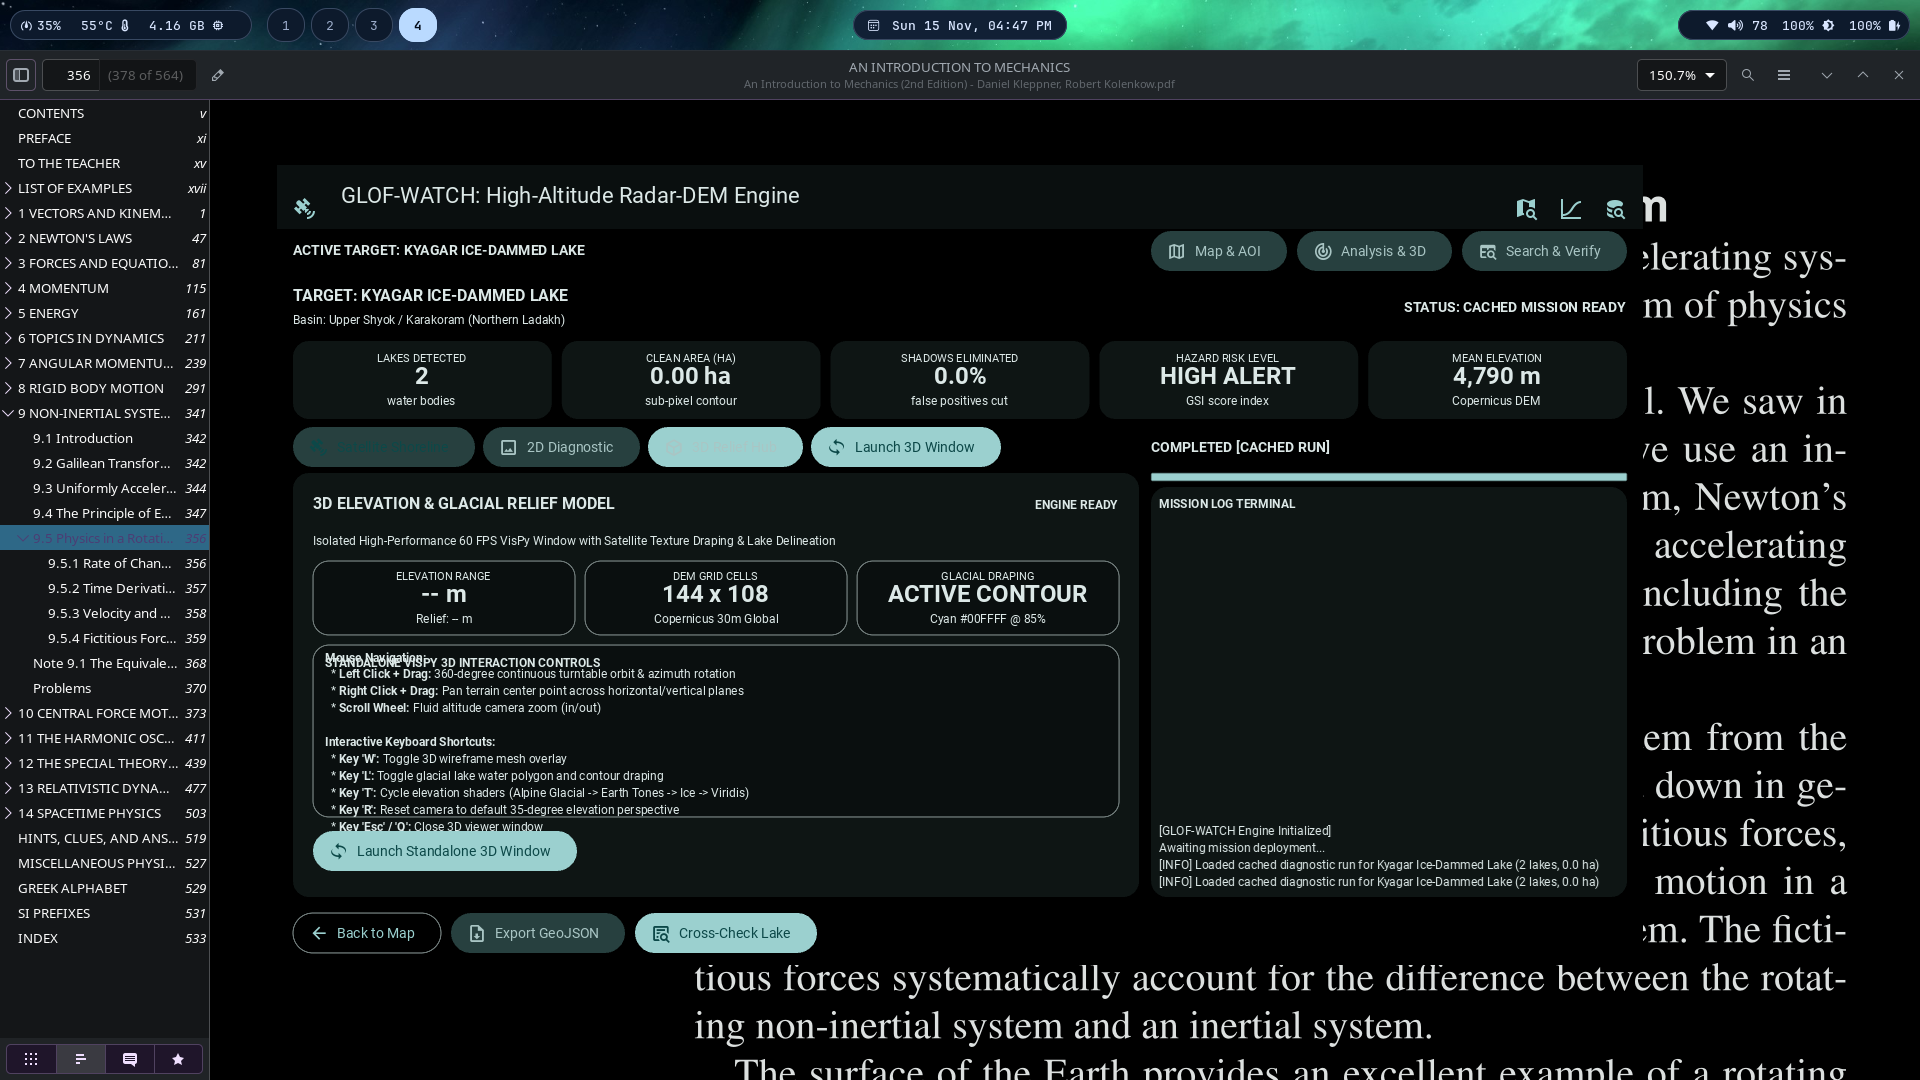 35% 55°C 4.16 GB 1 2 3 4 Sun 15 Nov, 04:47 PM 78 100% 100%
356 (378 of 564) AN INTRODUCTION TO MECHANICS 150.7%
An Introduction to Mechanics (2nd Edition) - Daniel Kleppner, Robert Kolenkow.pdf
CONTENTS v
PREFACE xi
TO THE TEACHER xv
LIST OF EXAMPLES xvii
1 VECTORS AND KINEM... 1
2 NEWTON'S LAWS 47
3 FORCES AND EQUATIO... 81
4 MOMENTUM 115
5 ENERGY 161
6 TOPICS IN DYNAMICS 211
7 ANGULAR MOMENTU... 239
8 RIGID BODY MOTION 291
9 NON-INERTIAL SYSTE... 341
9.1 Introduction 342
9.2 Galilean Transfor... 342
9.3 Uniformly Acceler... 344
9.4 The Principle of E... 347
9.5 Physics in a Rotati... 356
9.5.1 Rate of Chan... 356
9.5.2 Time Derivati... 357
9.5.3 Velocity and ... 358
9.5.4 Fictitious Forc... 359
Note 9.1 The Equivale... 368
Problems 370
10 CENTRAL FORCE MOT... 373
11 THE HARMONIC OSC... 411
12 THE SPECIAL THEORY... 439
13 RELATIVISTIC DYNA... 477
14 SPACETIME PHYSICS 503
HINTS, CLUES, AND ANS... 519
MISCELLANEOUS PHYSI... 527
GREEK ALPHABET 529
SI PREFIXES 531
INDEX 533
GLOF-WATCH: High-Altitude Radar-DEM Engine
ACTIVE TARGET: KYAGAR ICE-DAMMED LAKE
Map & AOI Analysis & 3D Search & Verify
TARGET: KYAGAR ICE-DAMMED LAKE
Basin: Upper Shyok / Karakoram (Northern Ladakh)
STATUS: CACHED MISSION READY
LAKES DETECTED
2
water bodies
CLEAN AREA (HA)
0.00 ha
sub-pixel contour
SHADOWS ELIMINATED
0.0%
false positives cut
HAZARD RISK LEVEL
HIGH ALERT
GSI score index
MEAN ELEVATION
4,790 m
Copernicus DEM
2D Diagnostic Launch 3D Window
COMPLETED [CACHED RUN]
3D ELEVATION & GLACIAL RELIEF MODEL ENGINE READY
Isolated High-Performance 60 FPS VisPy Window with Satellite Texture Draping & Lake Delineation
ELEVATION RANGE
-- m
Relief: -- m
DEM GRID CELLS
144 x 108
Copernicus 30m Global
GLACIAL DRAPING
ACTIVE CONTOUR
Cyan #00FFFF @ 85%
Mouse Navigation:
STANDALONE VISPY 3D INTERACTION CONTROLS
* Left Click + Drag: 360-degree continuous turntable orbit & azimuth rotation
* Right Click + Drag: Pan terrain center point across horizontal/vertical planes
* Scroll Wheel: Fluid altitude camera zoom (in/out)
Interactive Keyboard Shortcuts:
* Key 'W': Toggle 3D wireframe mesh overlay
* Key 'L': Toggle glacial lake water polygon and contour draping
* Key 'T': Cycle elevation shaders (Alpine Glacial -> Earth Tones -> Ice -> Viridis)
* Key 'R': Reset camera to default 35-degree elevation perspective
* Key 'Esc' / 'Q': Close 3D viewer window
Launch Standalone 3D Window
MISSION LOG TERMINAL
[GLOF-WATCH Engine Initialized]
Awaiting mission deployment...
[INFO] Loaded cached diagnostic run for Kyagar Ice-Dammed Lake (2 lakes, 0.0 ha)
[INFO] Loaded cached diagnostic run for Kyagar Ice-Dammed Lake (2 lakes, 0.0 ha)
Back to Map Export GeoJSON Cross-Check Lake
m
elerating sys-
m of physics
l. We saw in
ve use an in-
m, Newton's
accelerating
ncluding the
roblem in an
em from the
down in ge-
itious forces,
motion in a
em. The ficti-
tious forces systematically account for the difference between the rotat-
ing non-inertial system and an inertial system.
The surface of the Earth provides an excellent example of a rotating